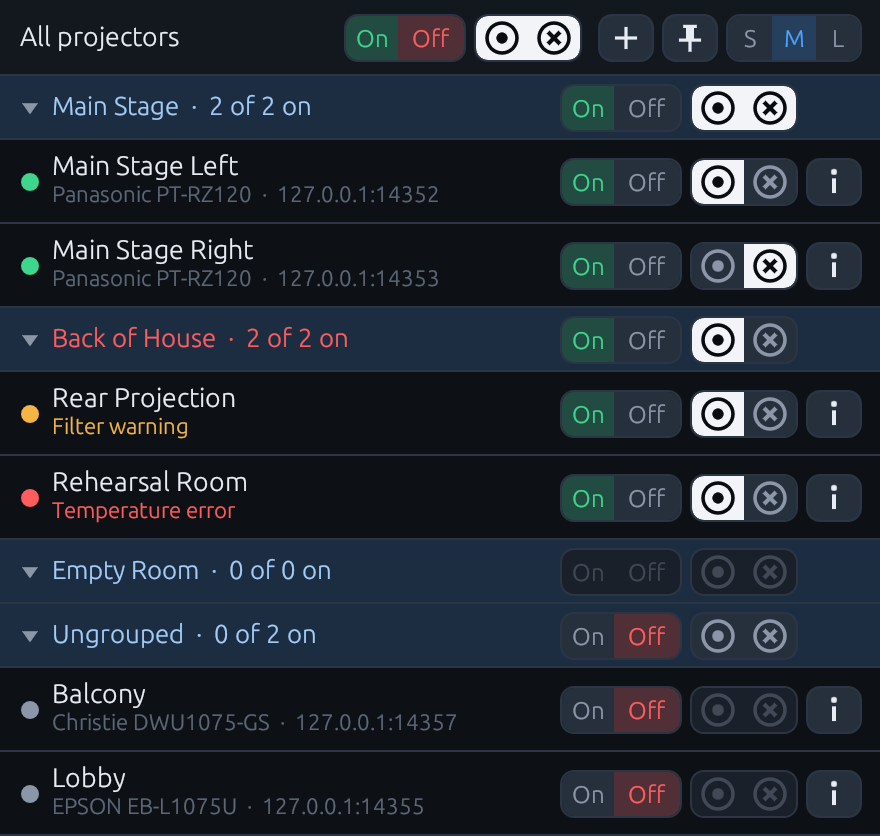 All projectors On Off S M L
Main Stage · 2 of 2 on On Off
Main Stage Left On Off i
Panasonic PT-RZ120 · 127.0.0.1:14352
Main Stage Right On Off i
Panasonic PT-RZ120 · 127.0.0.1:14353
Back of House · 2 of 2 on On Off
Rear Projection On Off i
Filter warning
Rehearsal Room On Off i
Temperature error
Empty Room · 0 of 0 on On Off
Ungrouped · 0 of 2 on On Off
Balcony On Off i
Christie DWU1075-GS · 127.0.0.1:14357
Lobby On Off i
EPSON EB-L1075U · 127.0.0.1:14355